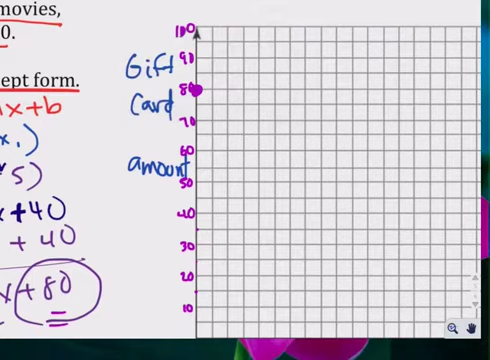 movies,
0.
ept form.
x+b
x,)
5)
x+40
+ 40
x+80
Gift
Card
amount
100
90
80
70
60
50
40
30
20
10